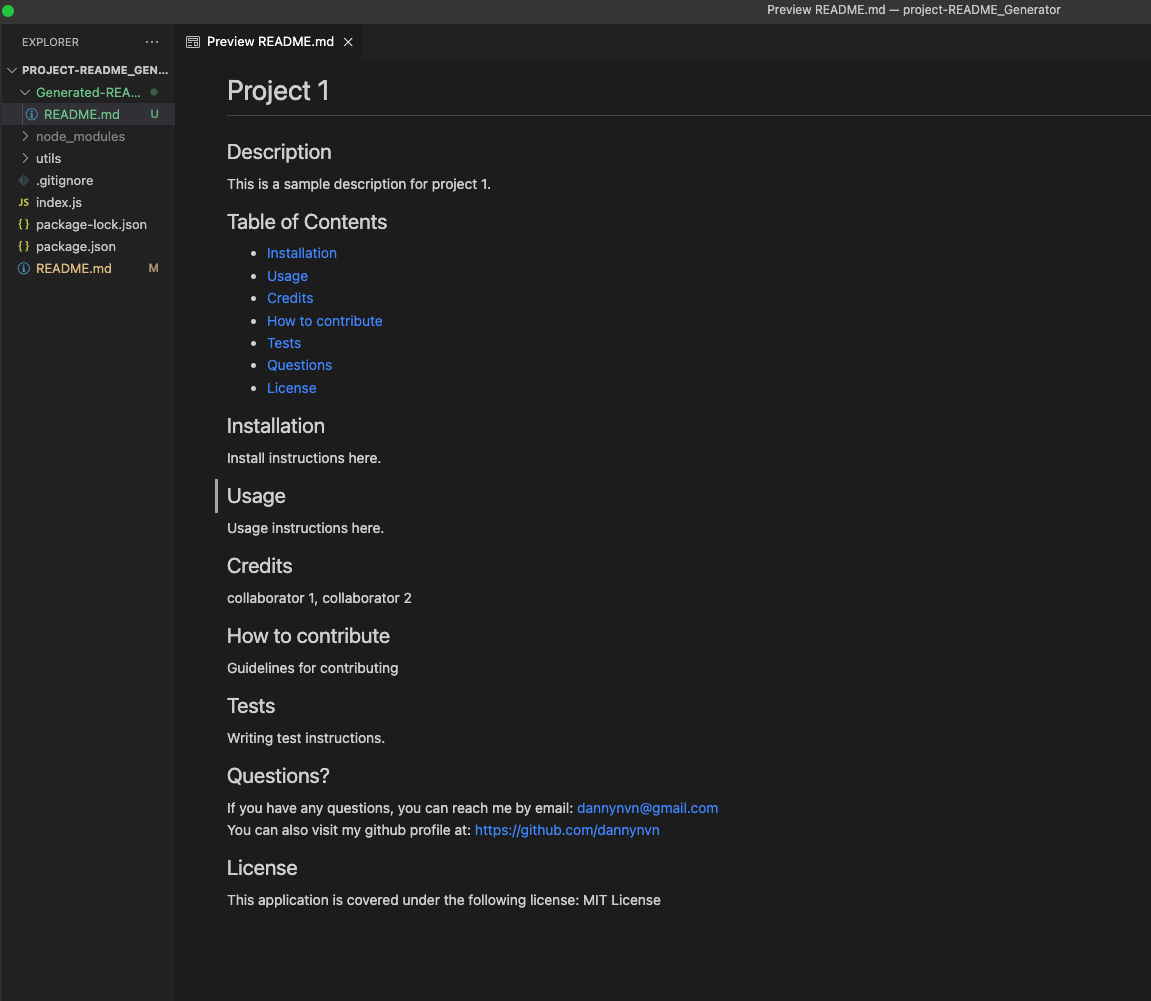 Preview README.md — project-README_Generator
EXPLORER ···
Preview README.md ×
PROJECT-README_GEN...
Generated-REA...
README.md U
node_modules
utils
.gitignore
JS index.js
{} package-lock.json
{} package.json
README.md M
Project 1
Description
This is a sample description for project 1.
Table of Contents
• Installation
• Usage
• Credits
• How to contribute
• Tests
• Questions
• License
Installation
Install instructions here.
Usage
Usage instructions here.
Credits
collaborator 1, collaborator 2
How to contribute
Guidelines for contributing
Tests
Writing test instructions.
Questions?
If you have any questions, you can reach me by email: dannynvn@gmail.com
You can also visit my github profile at: https://github.com/dannynvn
License
This application is covered under the following license: MIT License